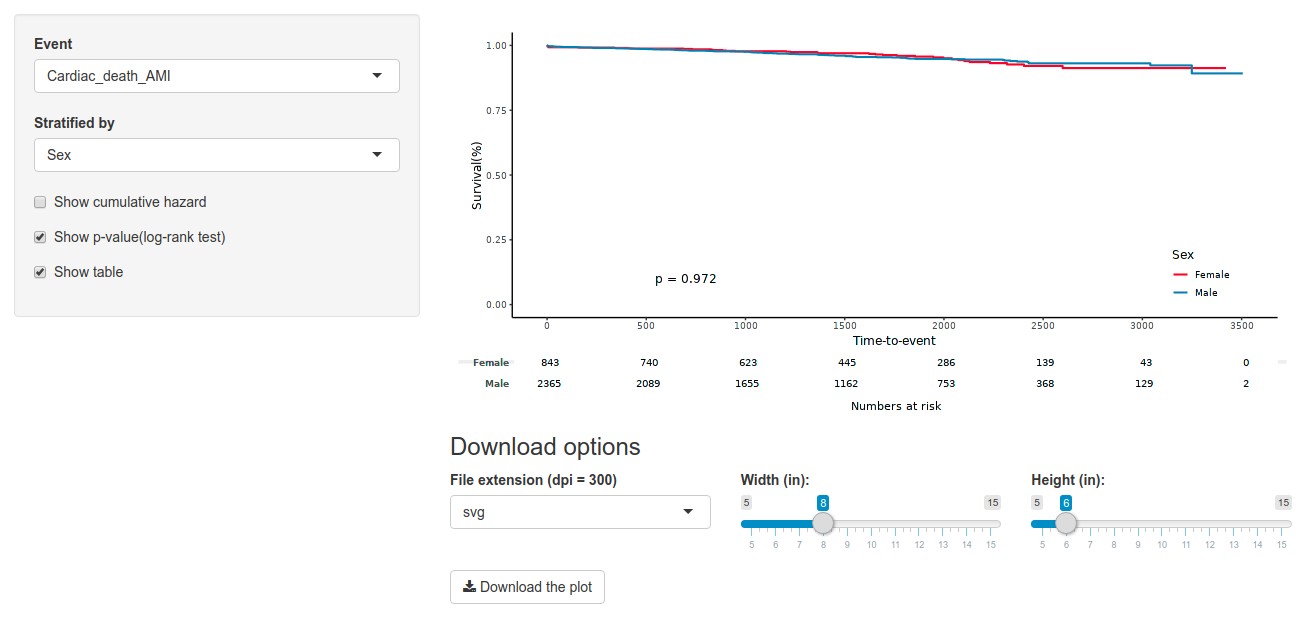 Event
Cardiac_death_AMI
Stratified by
Sex
Show cumulative hazard
Show p-value(log-rank test)
Show table
1.00
0.75
0.50
0.25
0.00
Survival(%)
p = 0.972
Sex
Female
Male
0 500 1000 1500 2000 2500 3000 3500
Time-to-event
Female 843 740 623 445 286 139 43 0
Male 2365 2089 1655 1162 753 368 129 2
Numbers at risk
Download options
File extension (dpi = 300)
svg
Width (in):
5 8 15
5 6 7 8 9 10 11 12 13 14 15
Height (in):
5 6 15
5 6 7 8 9 10 11 12 13 14 15
Download the plot